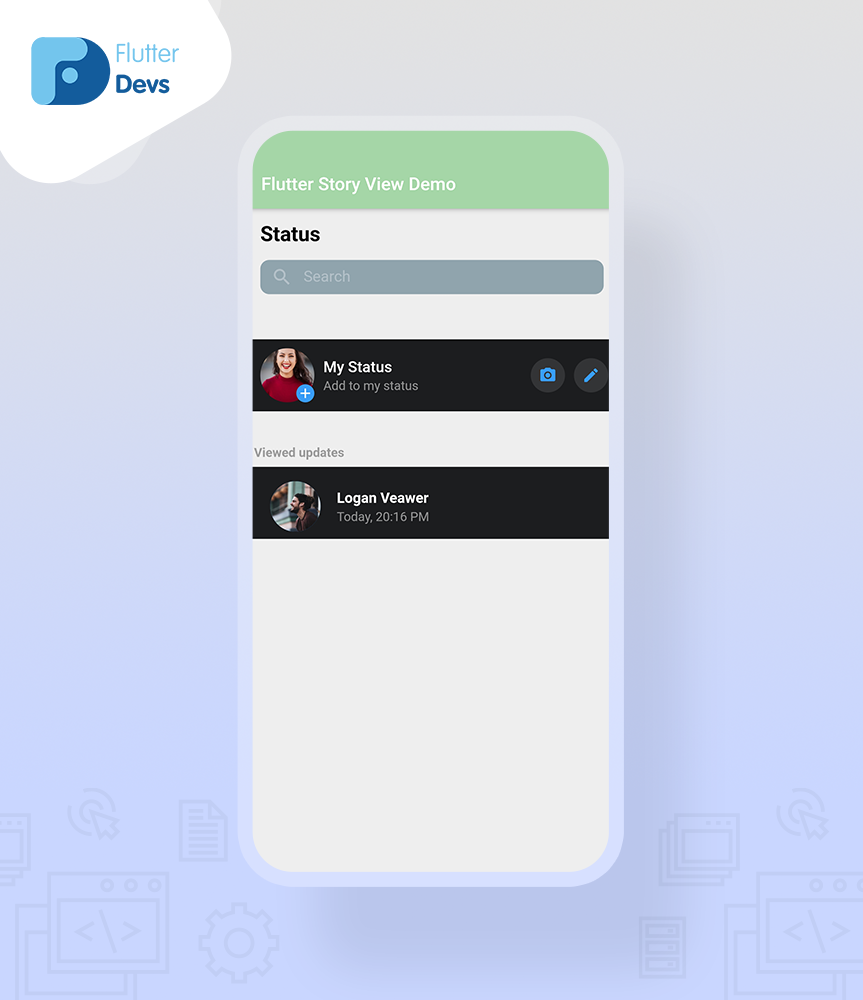 Flutter
Devs
Flutter Story View Demo
Status
Search
My Status
Add to my status
Viewed updates
Logan Veawer
Today, 20:16 PM